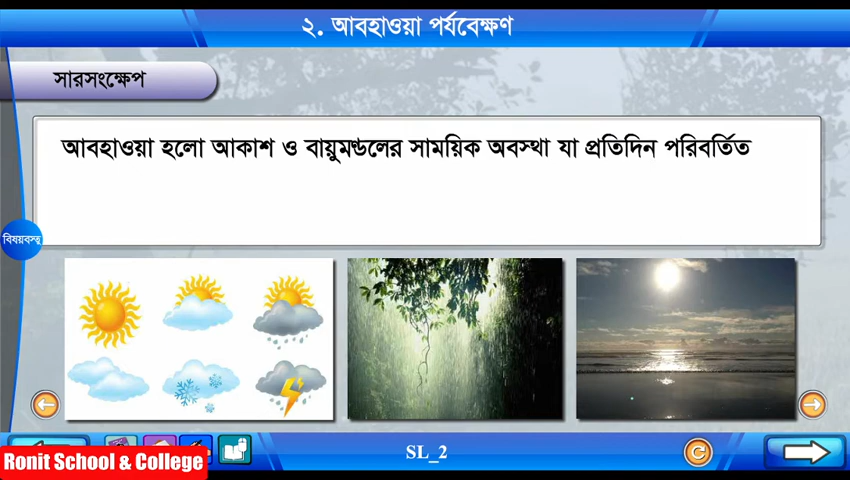 ২. আবহাওয়া পর্যবেক্ষণ
সারসংক্ষেপ
আবহাওয়া হলো আকাশ ও বায়ুমণ্ডলের সাময়িক অবস্থা যা প্রতিদিন পরিবর্তিত
বিষয়বস্তু
SL_2
Ronit School & College